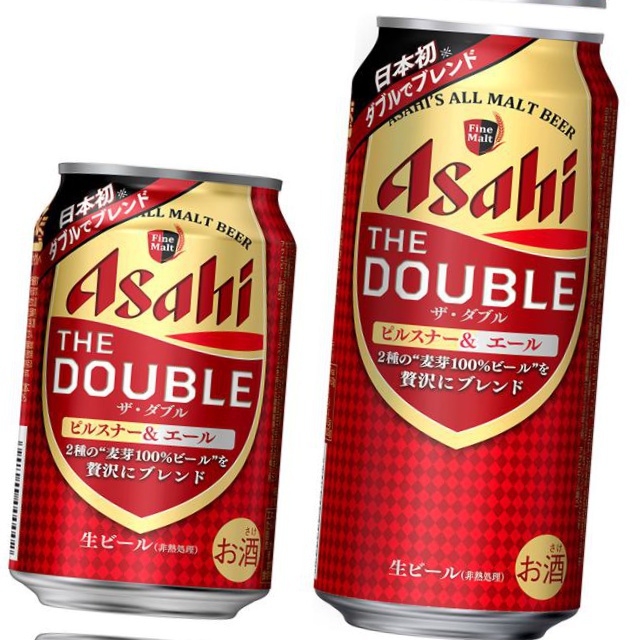 日本初※
ダブルでブレンド
ALL MALT BEER
Fine
Malt
Asahi
THE
DOUBLE
ザ・ダブル
ピルスナー& エール
2種の“麦芽100%ビール”を
贅沢にブレンド
生ビール(非熱処理)
さけ
お酒
日本初※
ダブルでブレンド
ASAHI'S ALL MALT BEER
Fine
Malt
Asahi
THE
DOUBLE
ザ・ダブル
ピルスナー& エール
2種の“麦芽100%ビール”を
贅沢にブレンド
生ビール(非熱処理)
さけ
お酒